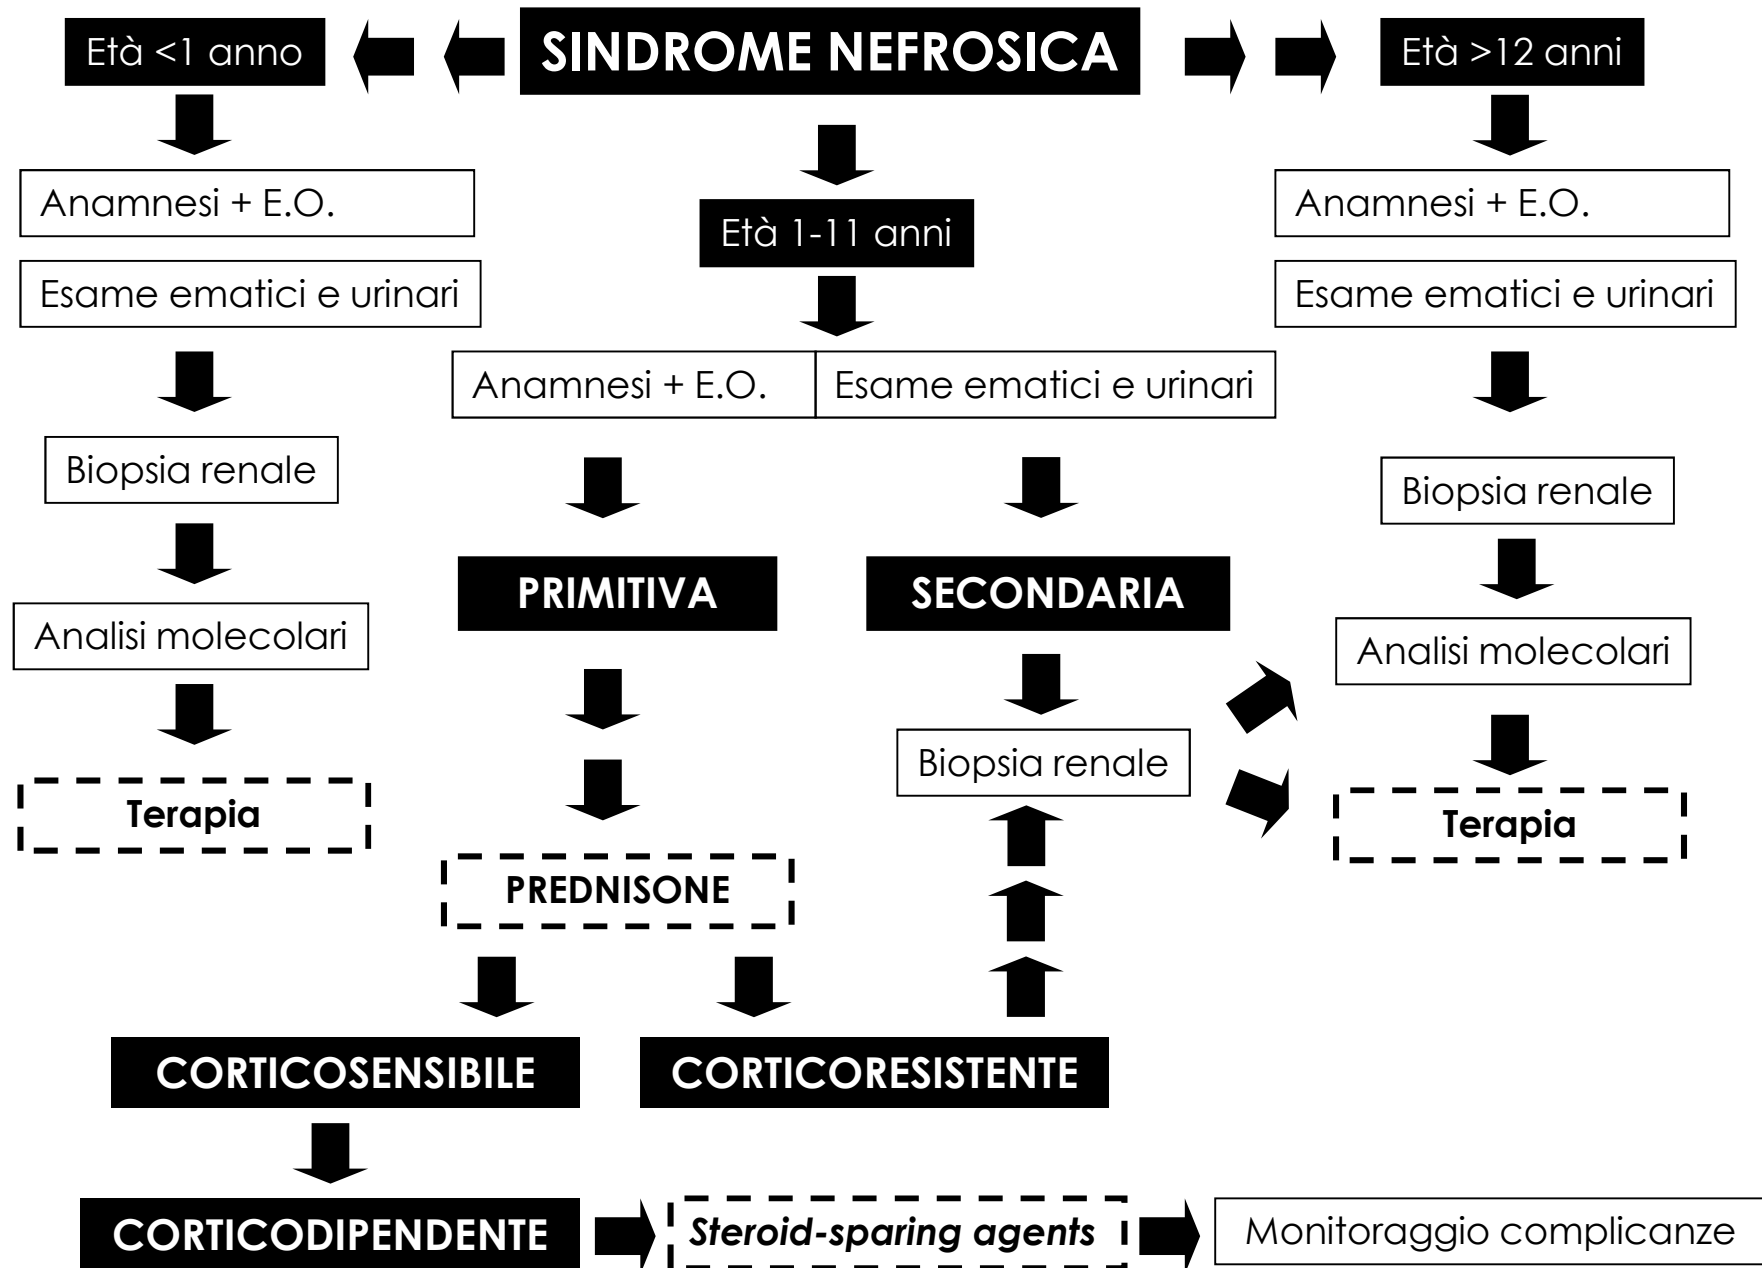 SINDROME NEFROSICA
Età <1 anno
Età >12 anni
Anamnesi + E.O.
Anamnesi + E.O.
Età 1-11 anni
Esame ematici e urinari
Esame ematici e urinari
Anamnesi + E.O.
Esame ematici e urinari
Biopsia renale
Biopsia renale
PRIMITIVA
SECONDARIA
Analisi molecolari
Analisi molecolari
Biopsia renale
Terapia
Terapia
PREDNISONE
CORTICOSENSIBILE
CORTICORESISTENTE
CORTICODIPENDENTE
Steroid-sparing agents
Monitoraggio complicanze